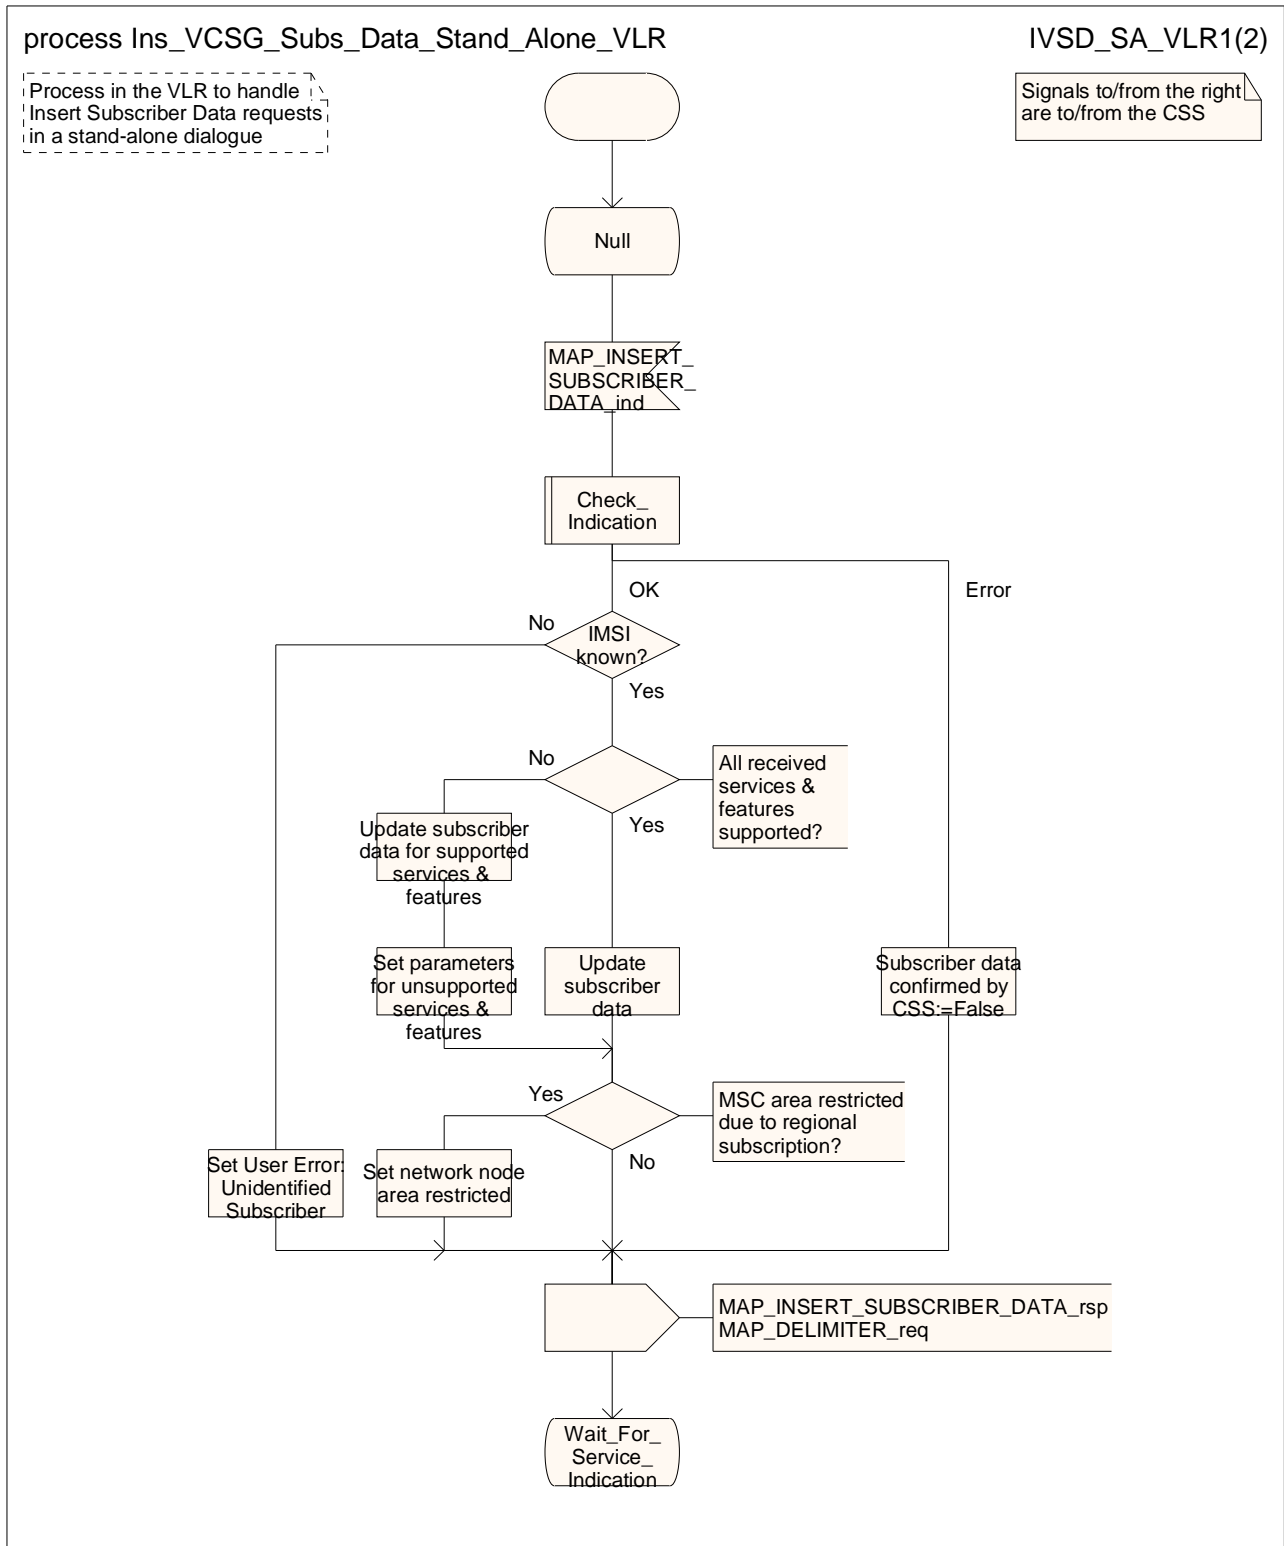 process Ins_VCSG_Subs_Data_Stand_Alone_VLR
IVSD_SA_VLR1(2)
Process in the VLR to handle
Insert Subscriber Data requests
in a stand-alone dialogue
Signals to/from the right
are to/from the CSS
Null
MAP_INSERT_
SUBSCRIBER_
DATA_ind
Check_
Indication
OK
Error
No
IMSI
known?
Yes
No
All received
services &
features
supported?
Yes
Update subscriber
data for supported
services &
features
Set parameters
for unsupported
services &
features
Update
subscriber
data
Subscriber data
confirmed by
CSS:=False
Yes
MSC area restricted
due to regional
subscription?
No
Set User Error:
Unidentified
Subscriber
Set network node
area restricted
MAP_INSERT_SUBSCRIBER_DATA_rsp
MAP_DELIMITER_req
Wait_For_
Service_
Indication